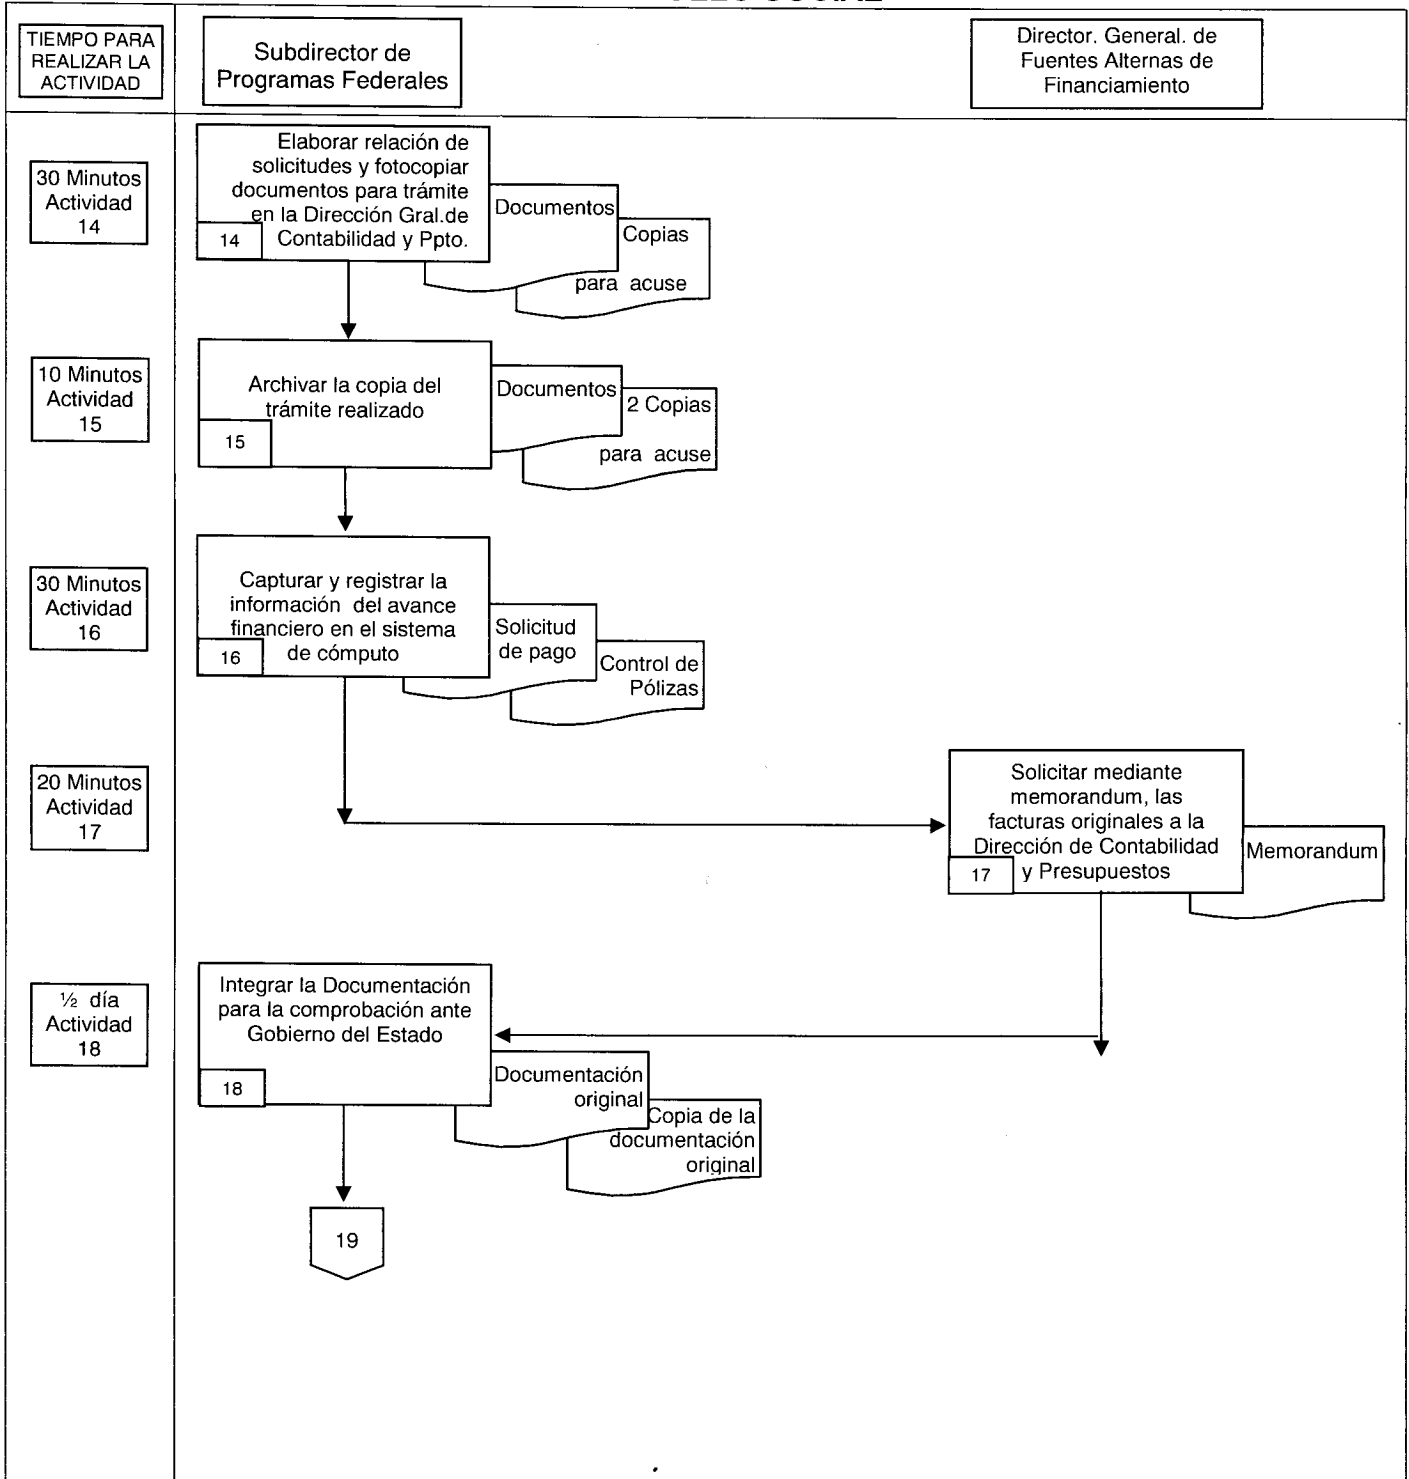 TIEMPO PARA
REALIZAR LA
ACTIVIDAD
Subdirector de
Programas Federales
Director. General. de
Fuentes Alternas de
Financiamiento
30 Minutos
Actividad
14
Elaborar relación de
solicitudes y fotocopiar
documentos para trámite
en la Dirección Gral.de
Contabilidad y Ppto.
14
Documentos
Copias
para acuse
10 Minutos
Actividad
15
Archivar la copia del
trámite realizado
15
Documentos
2 Copias
para acuse
30 Minutos
Actividad
16
Capturar y registrar la
información del avance
financiero en el sistema
de cómputo
16
Solicitud
de pago
Control de
Pólizas
20 Minutos
Actividad
17
Solicitar mediante
memorandum, las
facturas originales a la
Dirección de Contabilidad
y Presupuestos
17
Memorandum
½ día
Actividad
18
Integrar la Documentación
para la comprobación ante
Gobierno del Estado
18
Documentación
original
Copia de la
documentación
original
19